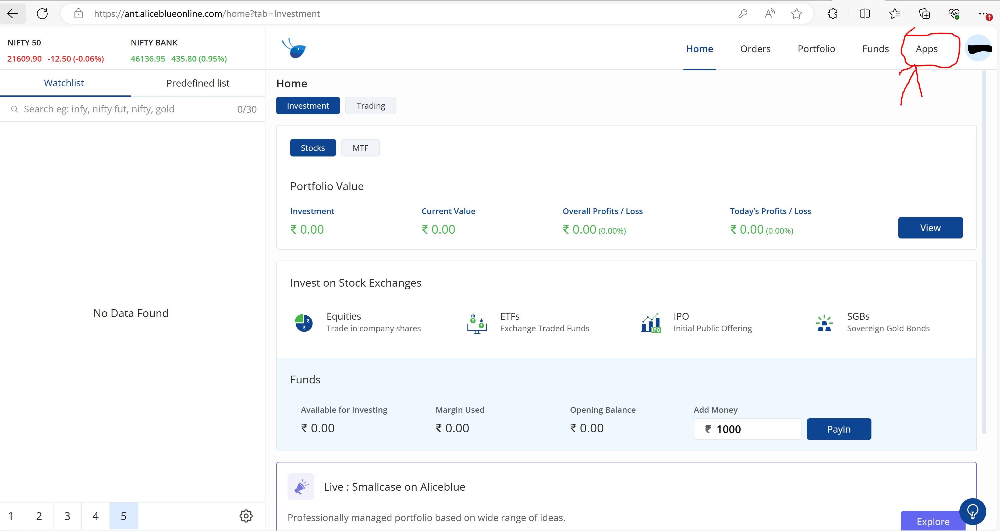 https://ant.aliceblueonline.com/home?tab=Investment
NIFTY 50
21609.90 -12.50 (-0.06%)
NIFTY BANK
46136.95 435.80 (0.95%)
Home Orders Portfolio Funds Apps
Watchlist Predefined list
Search eg: infy, nifty fut, nifty, gold 0/30
No Data Found
1 2 3 4 5
Home
Investment Trading
Stocks MTF
Portfolio Value
Investment Current Value Overall Profits / Loss Today's Profits / Loss
₹ 0.00 ₹ 0.00 ₹ 0.00 (0.00%) ₹ 0.00 (0.00%)
View
Invest on Stock Exchanges
Equities
Trade in company shares
ETFs
Exchange Traded Funds
IPO
IPO
Initial Public Offering
SGBs
Sovereign Gold Bonds
Funds
Available for Investing Margin Used Opening Balance Add Money
₹ 0.00 ₹ 0.00 ₹ 0.00 ₹ 1000 Payin
Live : Smallcase on Aliceblue
Professionally managed portfolio based on wide range of ideas.
Explore